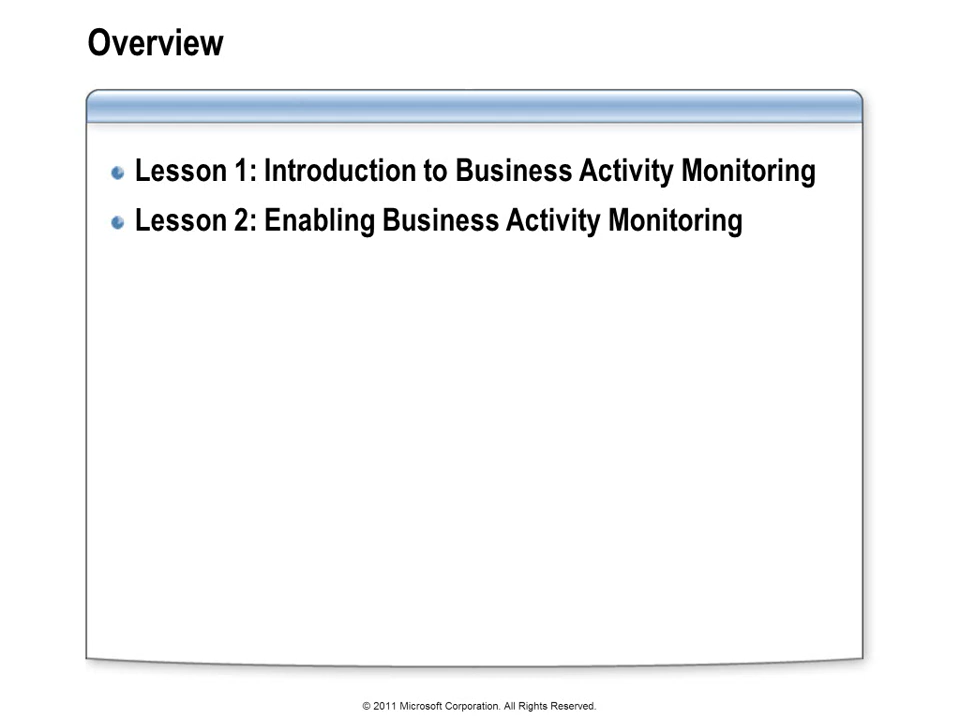 Overview
Lesson 1: Introduction to Business Activity Monitoring
Lesson 2: Enabling Business Activity Monitoring
© 2011 Microsoft Corporation. All Rights Reserved.